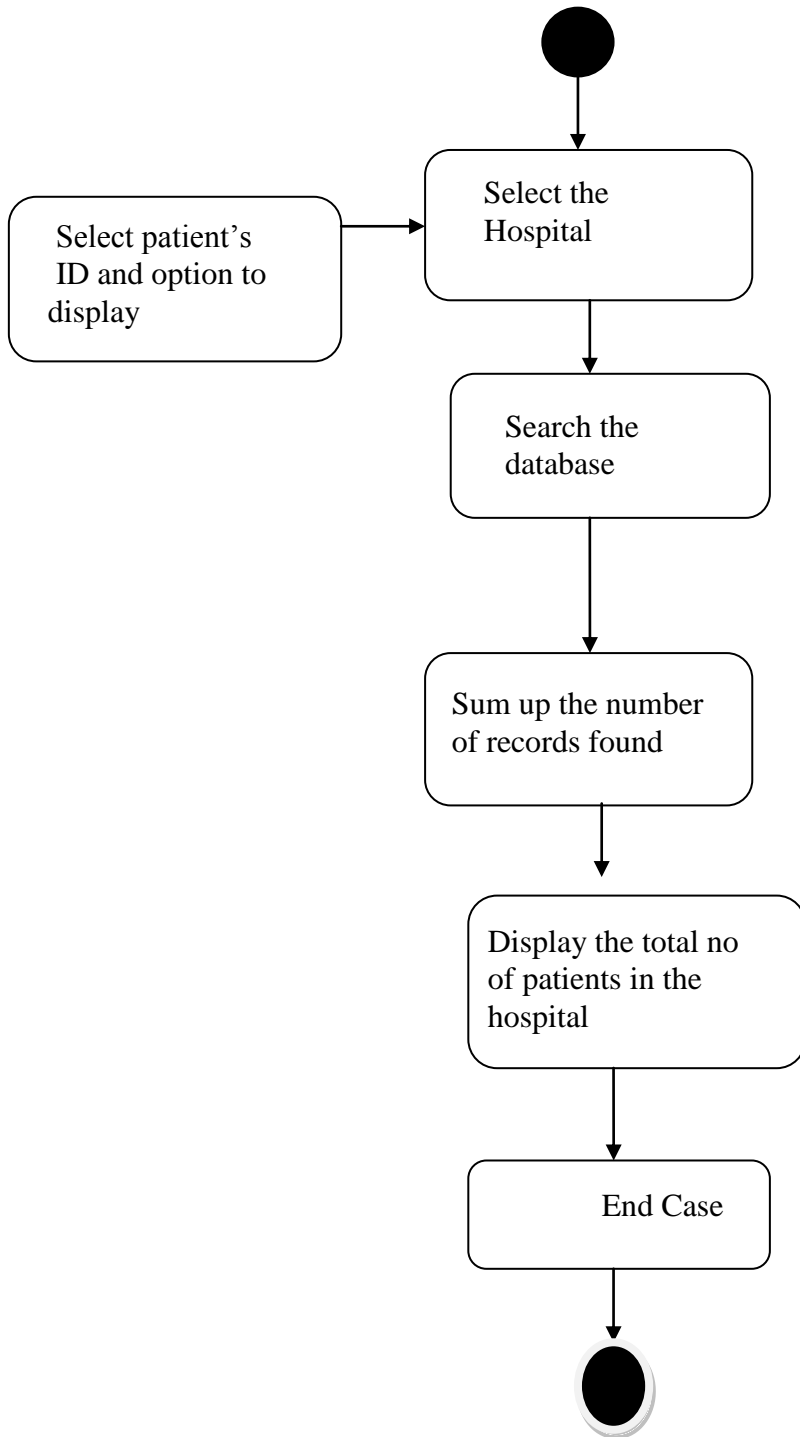 Select the
Hospital
Select patient’s
ID and option to
display
Search the
database
Sum up the number
of records found
Display the total no
of patients in the
hospital
End Case